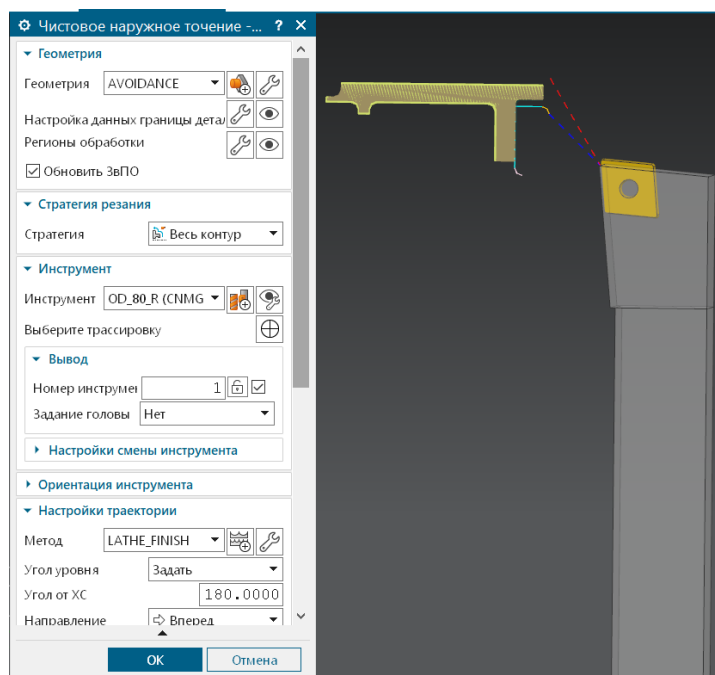 Чистовое наружное точение -... ? ×
Геометрия
Геометрия AVOIDANCE
Настройка данных границы детал
Регионы обработки
Обновить ЗвПО
Стратегия резания
Стратегия Весь контур
Инструмент
Инструмент OD_80_R (CNMG
Выберите трассировку
Вывод
Номер инструмен 1
Задание головы Нет
Настройки смены инструмента
Ориентация инструмента
Настройки траектории
Метод LATHE_FINISH
Угол уровня Задать
Угол от XC 180.0000
Направление Вперед
OK Отмена